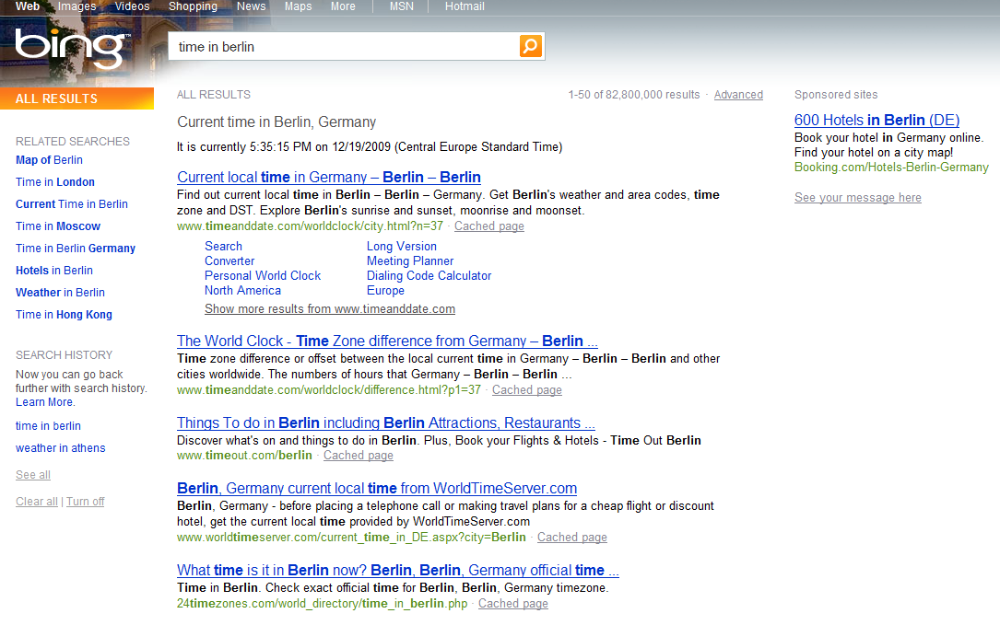 Web Images Videos Shopping News Maps More MSN Hotmail
bing™
time in berlin
ALL RESULTS
RELATED SEARCHES
Map of Berlin
Time in London
Current Time in Berlin
Time in Moscow
Time in Berlin Germany
Hotels in Berlin
Weather in Berlin
Time in Hong Kong
SEARCH HISTORY
Now you can go back
further with search history.
Learn More.
time in berlin
weather in athens
See all
Clear all | Turn off
ALL RESULTS 1-50 of 82,800,000 results · Advanced
Current time in Berlin, Germany
It is currently 5:35:15 PM on 12/19/2009 (Central Europe Standard Time)
Current local time in Germany – Berlin – Berlin
Find out current local time in Berlin – Berlin – Germany. Get Berlin's weather and area codes, time
zone and DST. Explore Berlin's sunrise and sunset, moonrise and moonset.
www.timeanddate.com/worldclock/city.html?n=37 · Cached page
Search Long Version
Converter Meeting Planner
Personal World Clock Dialing Code Calculator
North America Europe
Show more results from www.timeanddate.com
The World Clock - Time Zone difference from Germany – Berlin ...
Time zone difference or offset between the local current time in Germany – Berlin – Berlin and other
cities worldwide. The numbers of hours that Germany – Berlin – Berlin ...
www.timeanddate.com/worldclock/difference.html?p1=37 · Cached page
Things To do in Berlin including Berlin Attractions, Restaurants ...
Discover what's on and things to do in Berlin. Plus, Book your Flights & Hotels - Time Out Berlin
www.timeout.com/berlin · Cached page
Berlin, Germany current local time from WorldTimeServer.com
Berlin, Germany - before placing a telephone call or making travel plans for a cheap flight or discount
hotel, get the current local time provided by WorldTimeServer.com
www.worldtimeserver.com/current_time_in_DE.aspx?city=Berlin · Cached page
What time is it in Berlin now? Berlin, Berlin, Germany official time ...
Time in Berlin. Check exact official time for Berlin, Berlin, Germany timezone.
24timezones.com/world_directory/time_in_berlin.php · Cached page
Sponsored sites
600 Hotels in Berlin (DE)
Book your hotel in Germany online.
Find your hotel on a city map!
Booking.com/Hotels-Berlin-Germany
See your message here